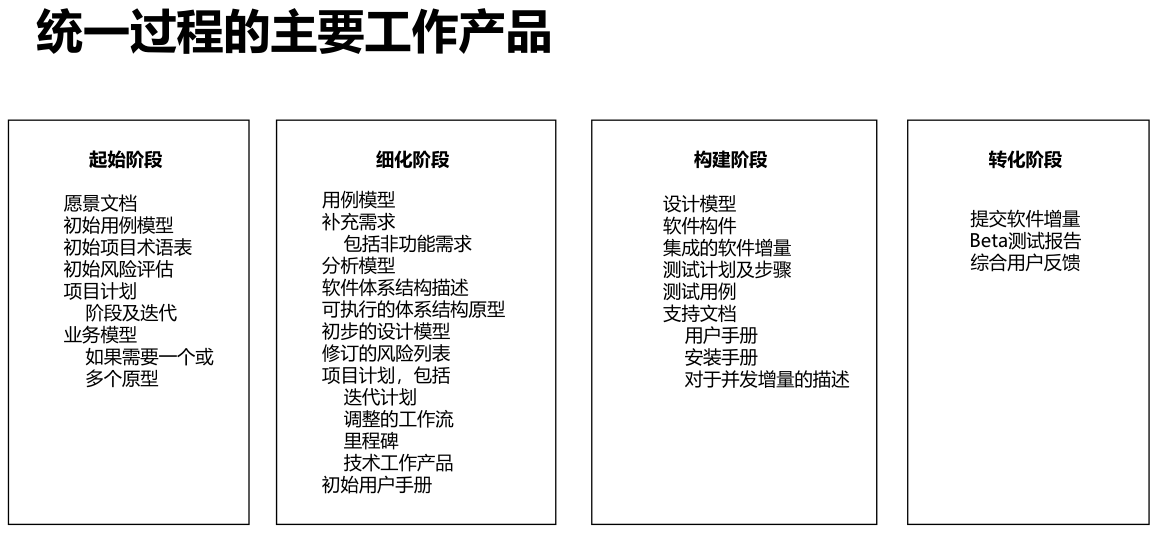 统一过程的主要工作产品
起始阶段
愿景文档
初始用例模型
初始项目术语表
初始风险评估
项目计划
阶段及迭代
业务模型
如果需要一个或
多个原型
细化阶段
用例模型
补充需求
包括非功能需求
分析模型
软件体系结构描述
可执行的体系结构原型
初步的设计模型
修订的风险列表
项目计划，包括
迭代计划
调整的工作流
里程碑
技术工作产品
初始用户手册
构建阶段
设计模型
软件构件
集成的软件增量
测试计划及步骤
测试用例
支持文档
用户手册
安装手册
对于并发增量的描述
转化阶段
提交软件增量
Beta测试报告
综合用户反馈